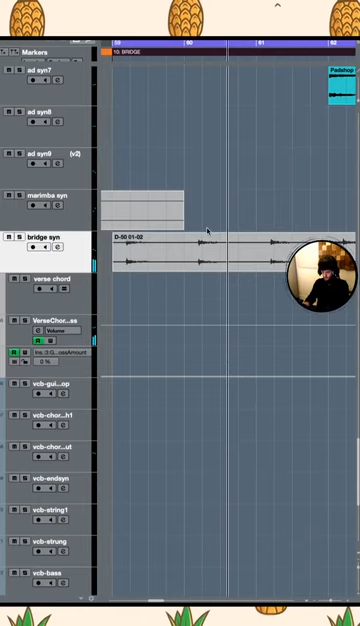 59 60 61 62
Markers
10. BRIDGE
ad syn7
Padshop
ad syn8
ad syn9 (v2)
marimba syn
bridge syn
D-50 01-02
verse chord
VerseChor...ss
Volume
Ins.:3:G...ossAmount
0 %
vcb-gui...op
vcb-chor...h1
vcb-chor...ut
vcb-endsyn
vcb-string1
vcb-strung
vcb-bass